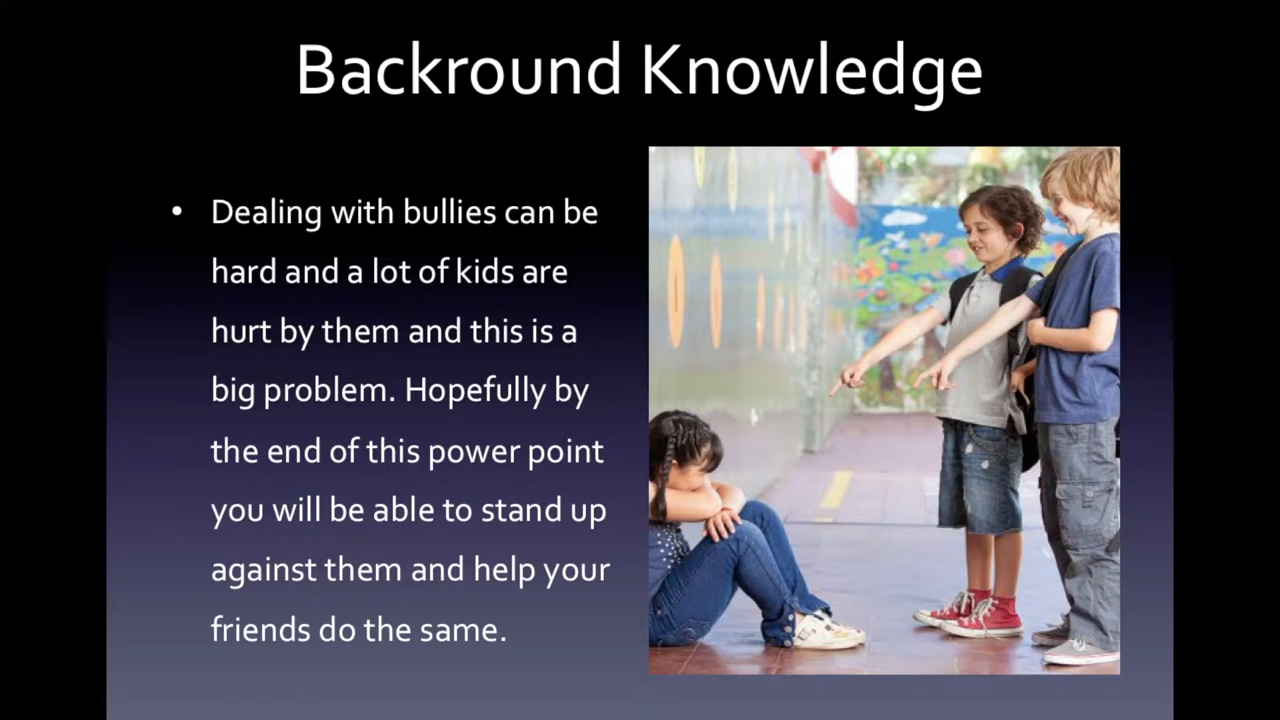 Backround Knowledge
• Dealing with bullies can be
hard and a lot of kids are
hurt by them and this is a
big problem. Hopefully by
the end of this power point
you will be able to stand up
against them and help your
friends do the same.